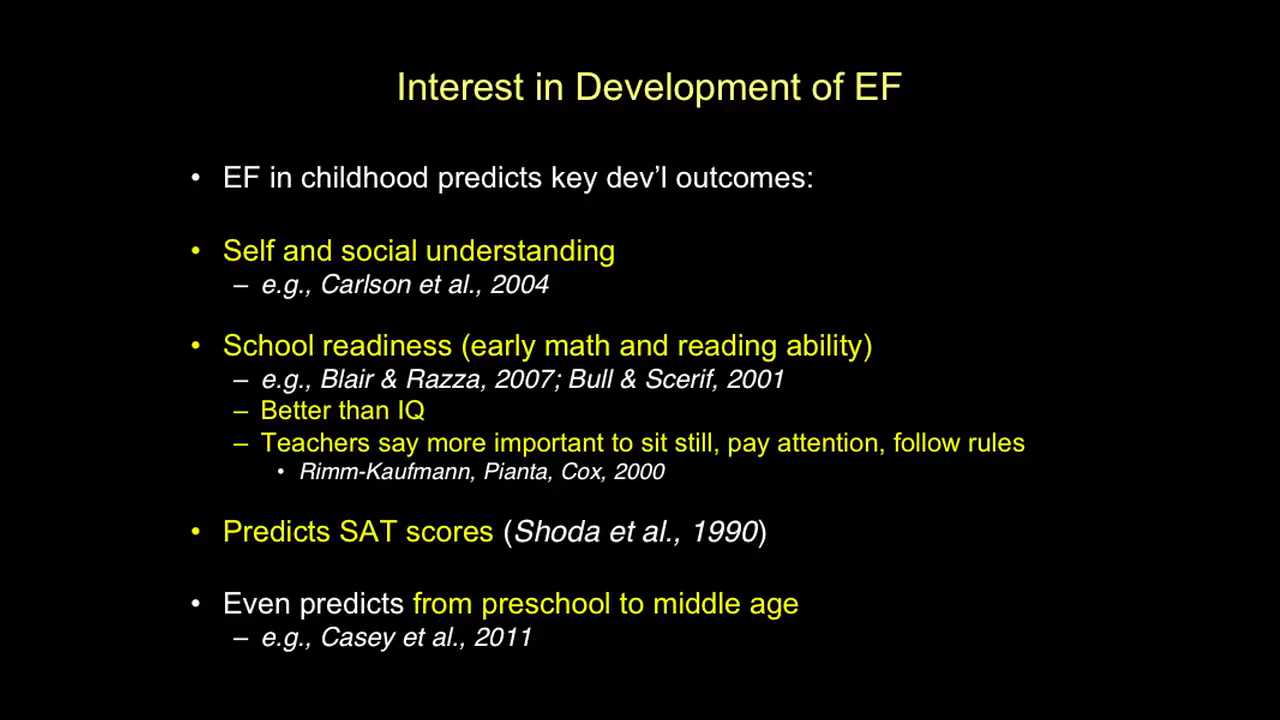 Interest in Development of EF
• EF in childhood predicts key dev'l outcomes:
• Self and social understanding
– e.g., Carlson et al., 2004
• School readiness (early math and reading ability)
– e.g., Blair & Razza, 2007; Bull & Scerif, 2001
– Better than IQ
– Teachers say more important to sit still, pay attention, follow rules
• Rimm-Kaufmann, Pianta, Cox, 2000
• Predicts SAT scores (Shoda et al., 1990)
• Even predicts from preschool to middle age
– e.g., Casey et al., 2011